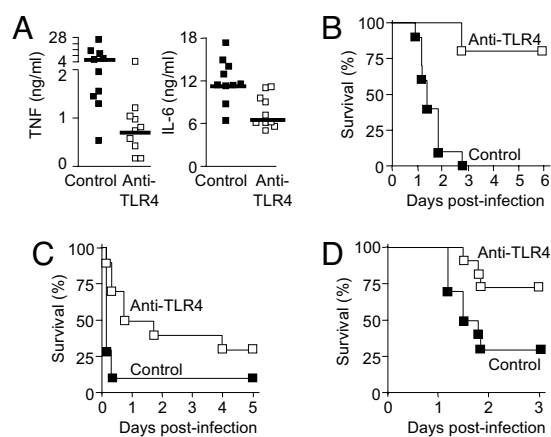 A
TNF (ng/ml)
28
4
2
1
0
Control Anti-
TLR4
IL-6 (ng/ml)
18
12
6
0
Control Anti-
TLR4
B
Survival (%)
100
75
50
25
0
Anti-TLR4
Control
0 1 2 3 4 5 6
Days post-infection
C
Survival (%)
100
75
50
25
0
Anti-TLR4
Control
0 1 2 3 4 5
Days post-infection
D
Survival (%)
100
75
50
25
0
Anti-TLR4
Control
0 1 2 3
Days post-infection